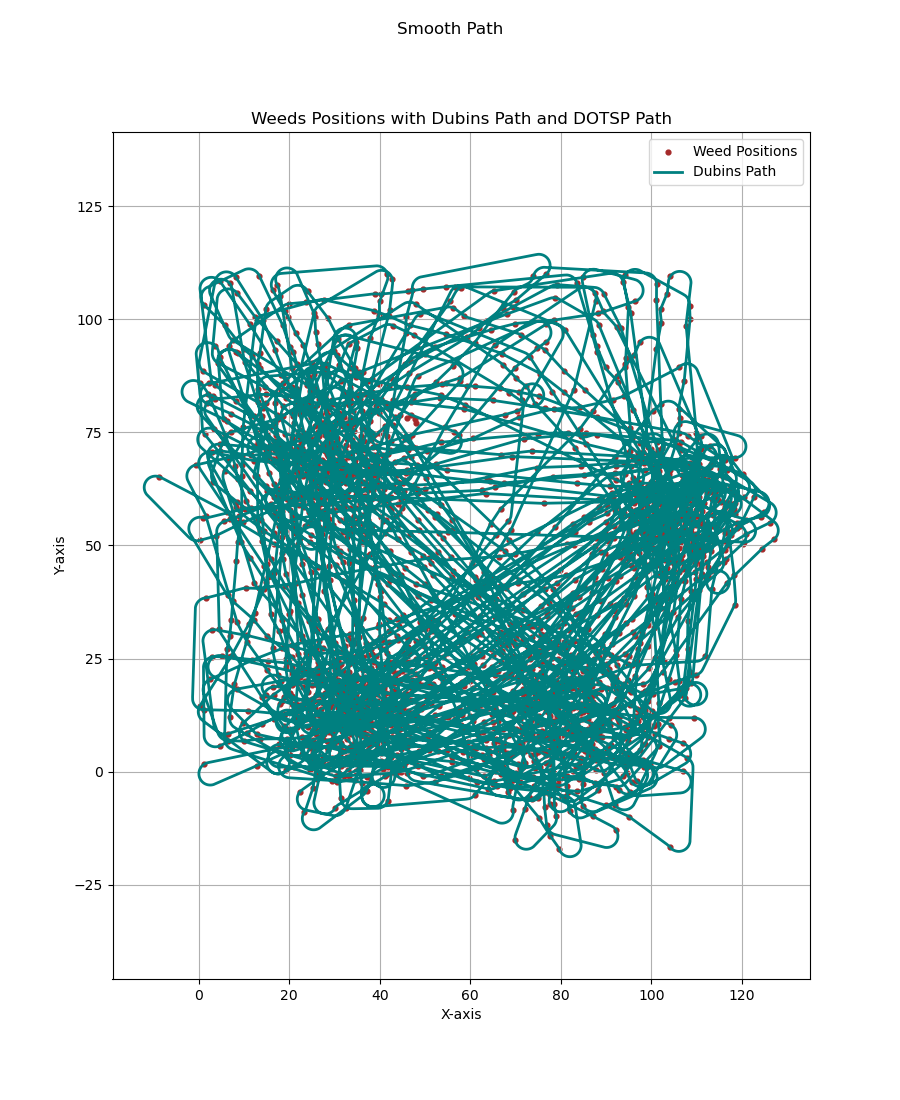 Smooth Path
Weeds Positions with Dubins Path and DOTSP Path
Weed Positions
Dubins Path
125
100
75
50
25
0
−25
Y-axis
0 20 40 60 80 100 120
X-axis